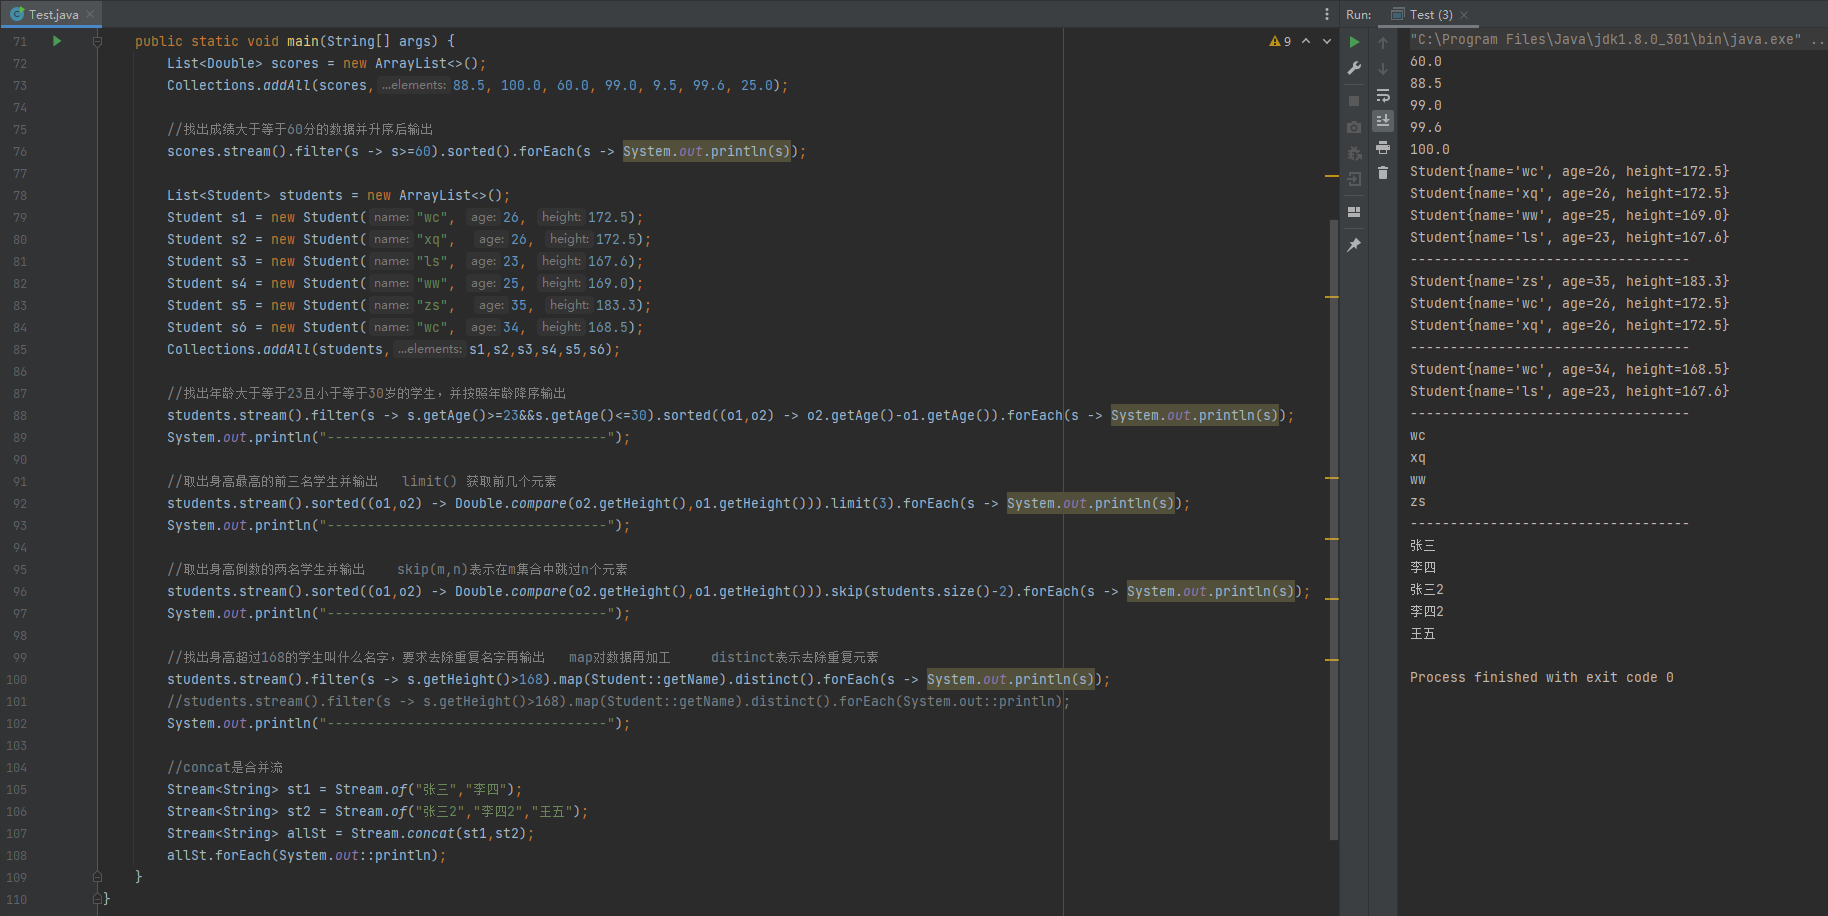 Test.java
71 public static void main(String[] args) {
72 List<Double> scores = new ArrayList<>();
73 Collections.addAll(scores, ...elements: 88.5, 100.0, 60.0, 99.0, 9.5, 99.6, 25.0);
74
75 //找出成绩大于等于60分的数据并升序后输出
76 scores.stream().filter(s -> s>=60).sorted().forEach(s -> System.out.println(s));
77
78 List<Student> students = new ArrayList<>();
79 Student s1 = new Student( name: "wc", age: 26, height: 172.5);
80 Student s2 = new Student( name: "xq", age: 26, height: 172.5);
81 Student s3 = new Student( name: "ls", age: 23, height: 167.6);
82 Student s4 = new Student( name: "ww", age: 25, height: 169.0);
83 Student s5 = new Student( name: "zs", age: 35, height: 183.3);
84 Student s6 = new Student( name: "wc", age: 34, height: 168.5);
85 Collections.addAll(students, ...elements: s1,s2,s3,s4,s5,s6);
86
87 //找出年龄大于等于23且小于等于30岁的学生，并按照年龄降序输出
88 students.stream().filter(s -> s.getAge()>=23&&s.getAge()<=30).sorted((o1,o2) -> o2.getAge()-o1.getAge()).forEach(s -> System.out.println(s));
89 System.out.println("-----------------------------------");
90
91 //取出身高最高的前三名学生并输出 limit() 获取前几个元素
92 students.stream().sorted((o1,o2) -> Double.compare(o2.getHeight(),o1.getHeight())).limit(3).forEach(s -> System.out.println(s));
93 System.out.println("-----------------------------------");
94
95 //取出身高倒数的两名学生并输出 skip(m,n)表示在m集合中跳过n个元素
96 students.stream().sorted((o1,o2) -> Double.compare(o2.getHeight(),o1.getHeight())).skip(students.size()-2).forEach(s -> System.out.println(s));
97 System.out.println("-----------------------------------");
98
99 //找出身高超过168的学生叫什么名字，要求去除重复名字再输出 map对数据再加工 distinct表示去除重复元素
100 students.stream().filter(s -> s.getHeight()>168).map(Student::getName).distinct().forEach(s -> System.out.println(s));
101 //students.stream().filter(s -> s.getHeight()>168).map(Student::getName).distinct().forEach(System.out::println);
102 System.out.println("-----------------------------------");
103
104 //concat是合并流
105 Stream<String> st1 = Stream.of("张三","李四");
106 Stream<String> st2 = Stream.of("张三2","李四2","王五");
107 Stream<String> allSt = Stream.concat(st1,st2);
108 allSt.forEach(System.out::println);
109 }
110 }
9
Run: Test (3)
"C:\Program Files\Java\jdk1.8.0_301\bin\java.exe" ..
60.0
88.5
99.0
99.6
100.0
Student{name='wc', age=26, height=172.5}
Student{name='xq', age=26, height=172.5}
Student{name='ww', age=25, height=169.0}
Student{name='ls', age=23, height=167.6}
-----------------------------------
Student{name='zs', age=35, height=183.3}
Student{name='wc', age=26, height=172.5}
Student{name='xq', age=26, height=172.5}
-----------------------------------
Student{name='wc', age=34, height=168.5}
Student{name='ls', age=23, height=167.6}
-----------------------------------
wc
xq
ww
zs
-----------------------------------
张三
李四
张三2
李四2
王五
Process finished with exit code 0